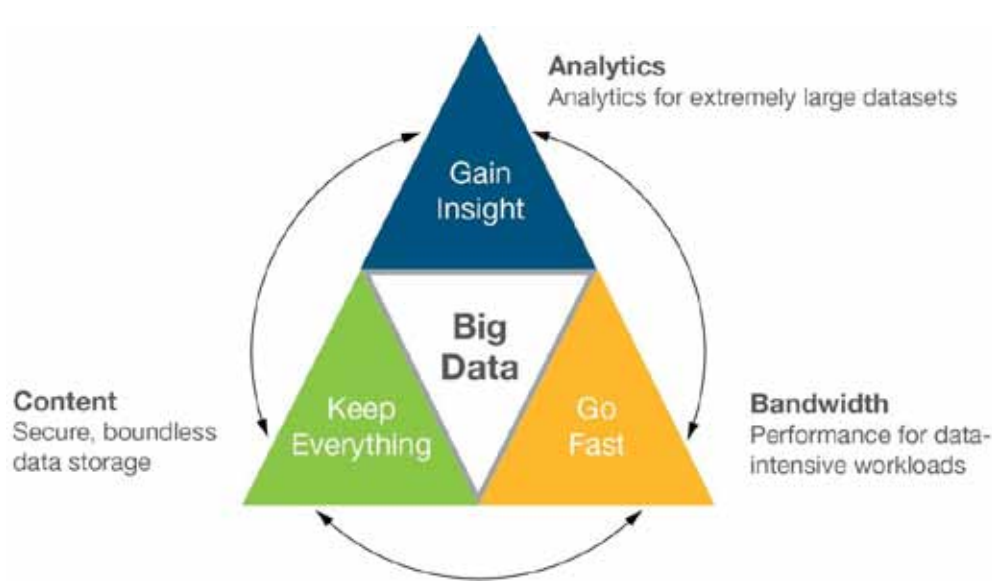 Analytics
Analytics for extremely large datasets
Gain
Insight
Big
Data
Content
Secure, boundless
data storage
Keep
Everything
Go
Fast
Bandwidth
Performance for data-
intensive workloads